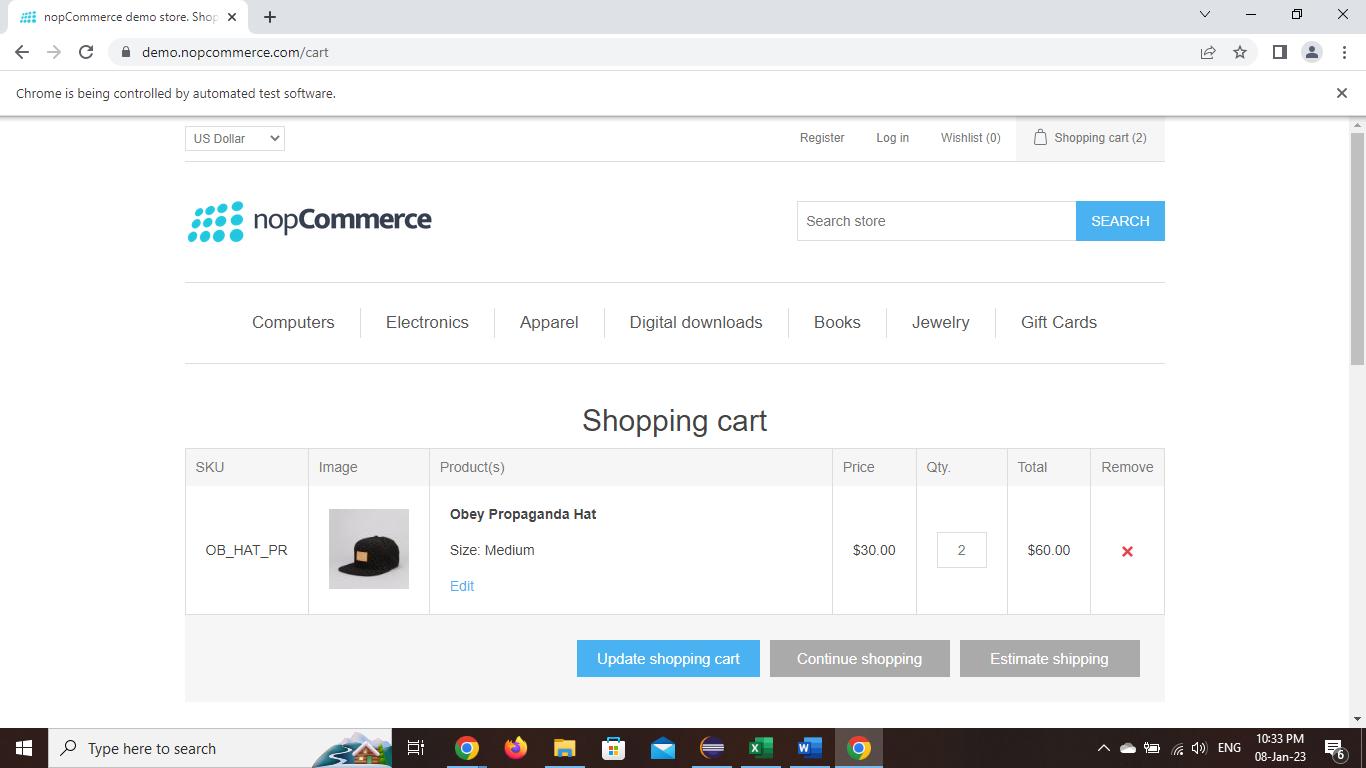 nopCommerce demo store. Shop
demo.nopcommerce.com/cart
Chrome is being controlled by automated test software.
US Dollar
Register
Log in
Wishlist (0)
Shopping cart (2)
nopCommerce
Search store
SEARCH
Computers
Electronics
Apparel
Digital downloads
Books
Jewelry
Gift Cards
Shopping cart
SKU
Image
Product(s)
Price
Qty.
Total
Remove
OB_HAT_PR
Obey Propaganda Hat
Size: Medium
Edit
$30.00
2
$60.00
Update shopping cart
Continue shopping
Estimate shipping
Type here to search
ENG
10:33 PM
08-Jan-23
6